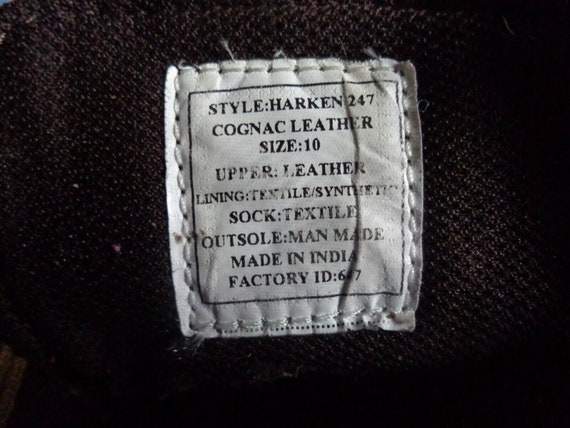 STYLE:HARKEN 247
COGNAC LEATHER
SIZE:10
UPPER: LEATHER
LINING:TEXTILE/SYNTHETIC
SOCK:TEXTILE
OUTSOLE:MAN MADE
MADE IN INDIA
FACTORY ID: